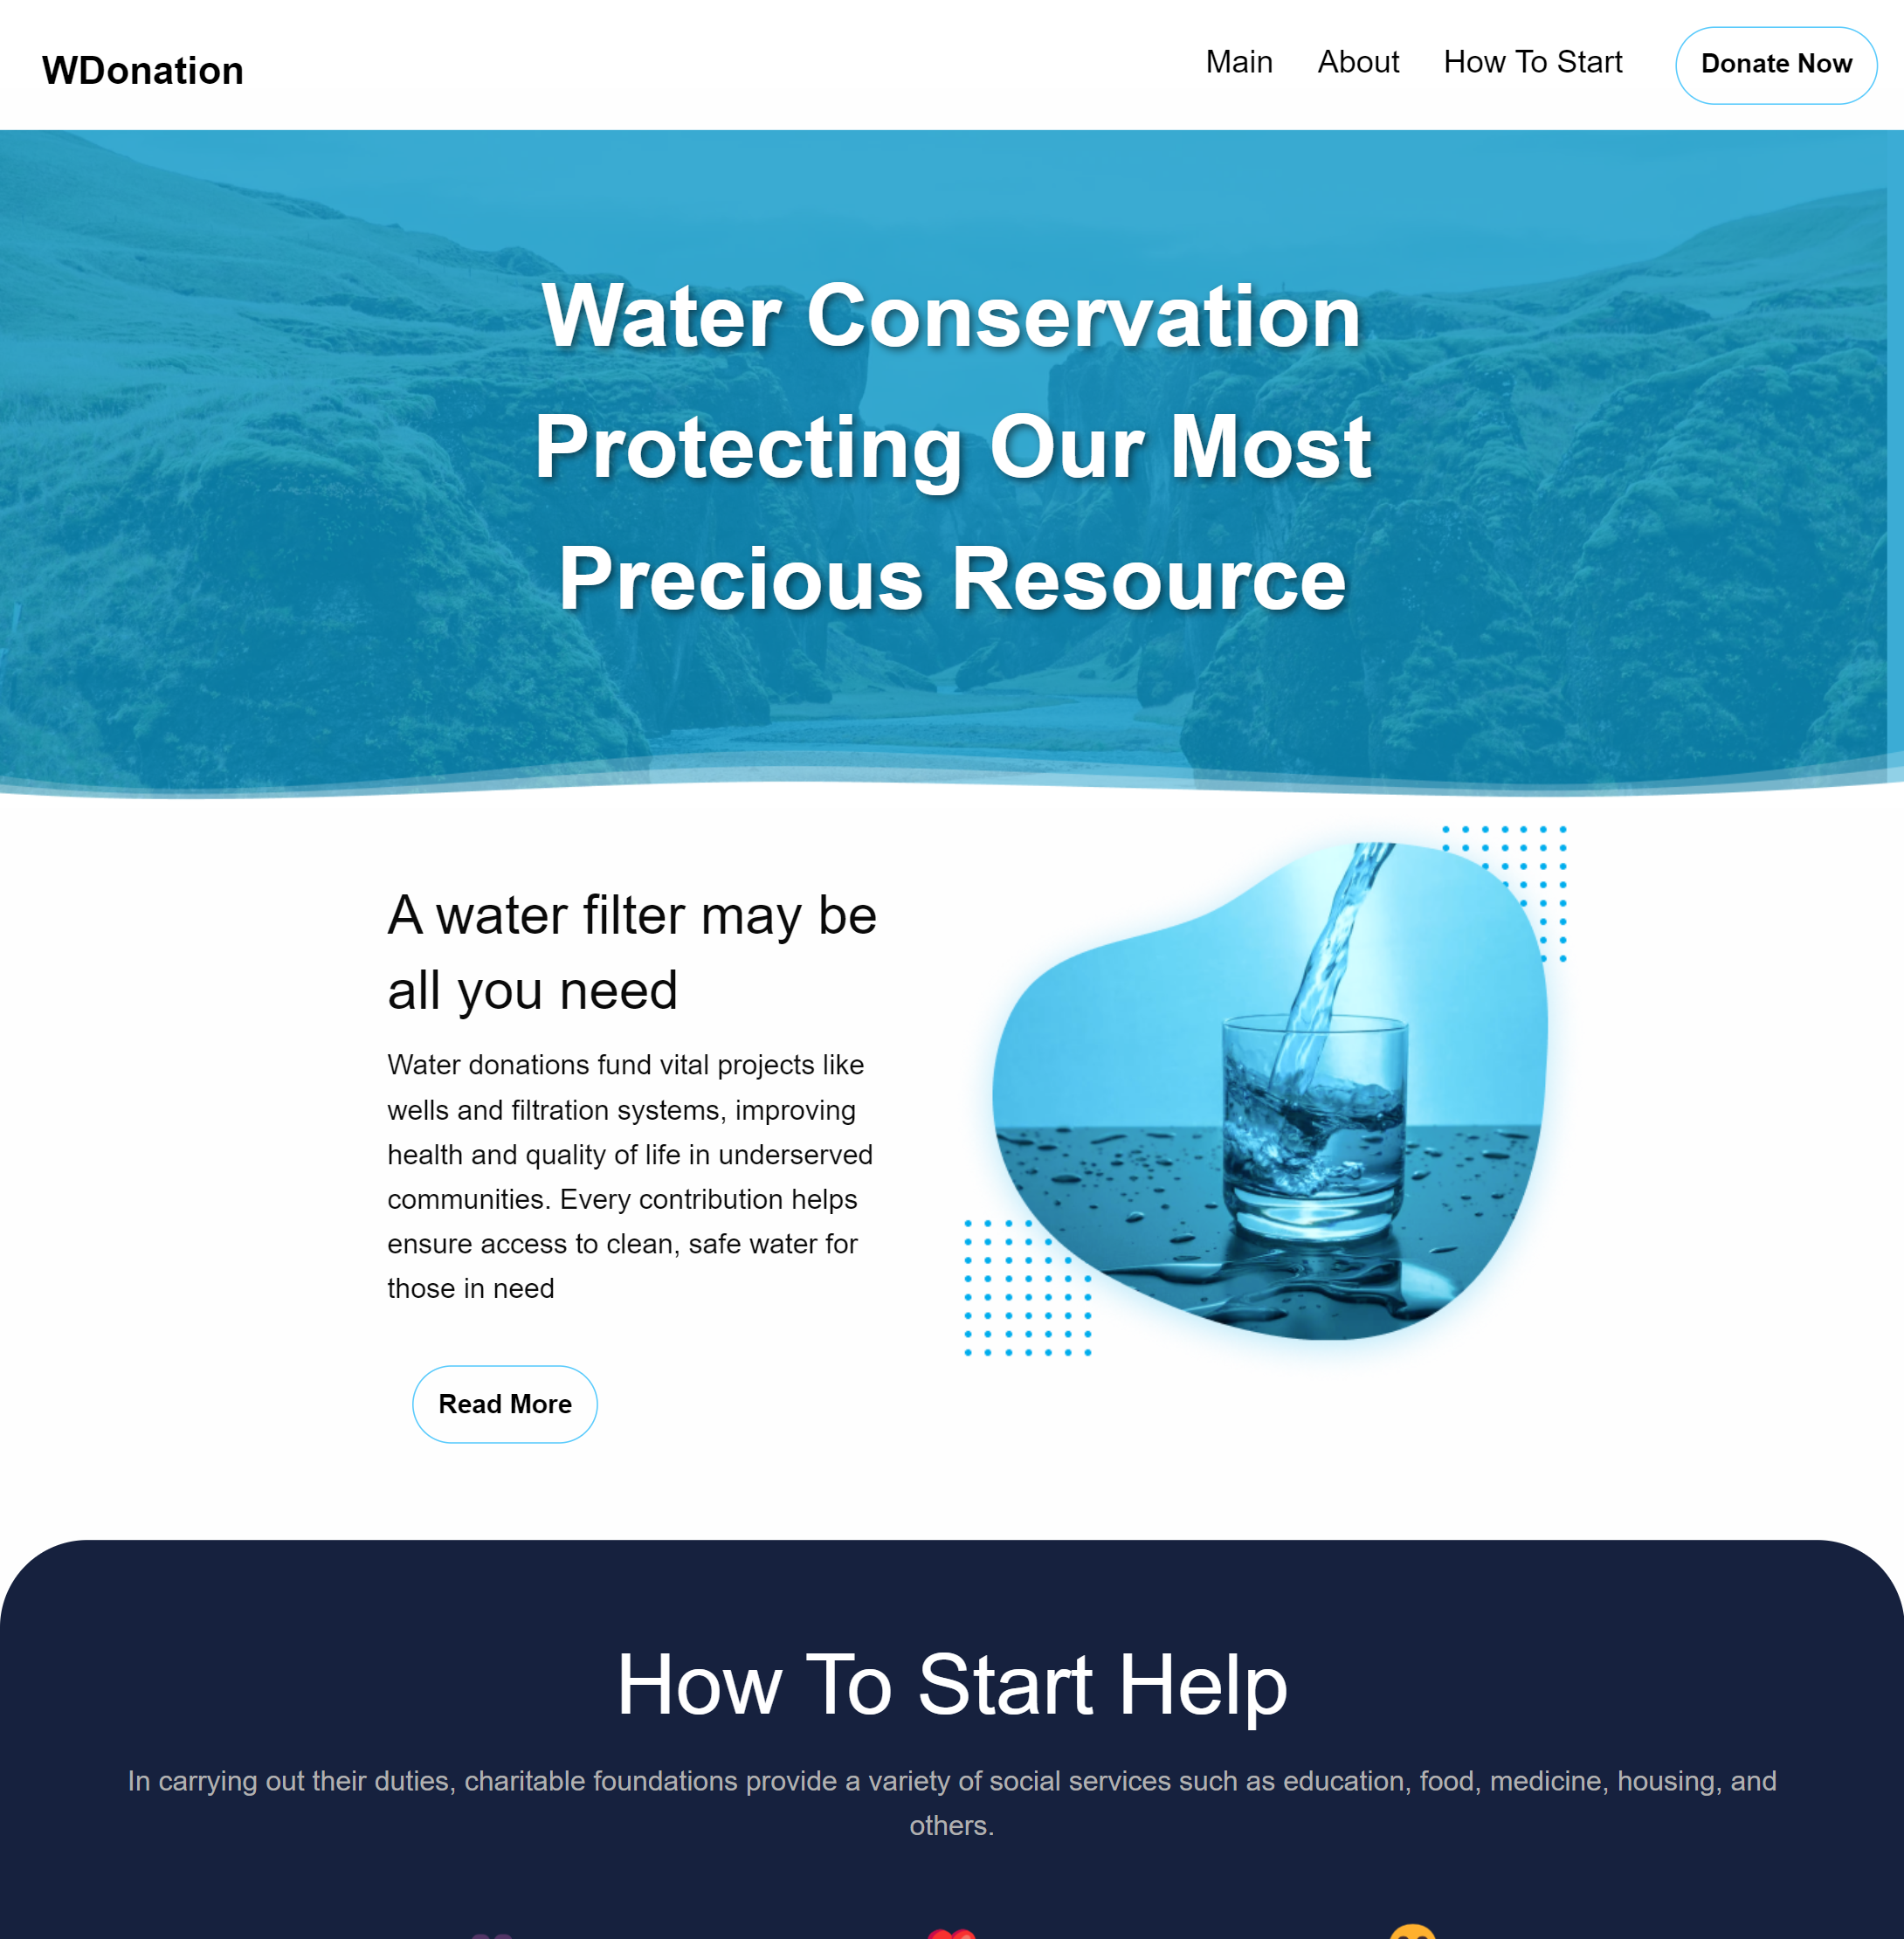 WDonation
Main About How To Start Donate Now
Water Conservation
Protecting Our Most
Precious Resource
A water filter may be
all you need
Water donations fund vital projects like
wells and filtration systems, improving
health and quality of life in underserved
communities. Every contribution helps
ensure access to clean, safe water for
those in need
Read More
How To Start Help
In carrying out their duties, charitable foundations provide a variety of social services such as education, food, medicine, housing, and
others.